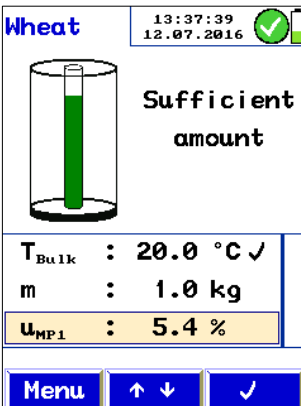 Wheat
13:37:39
12.07.2016
Sufficient
amount
T_Bulk : 20.0 °C ✓
m : 1.0 kg
u_MP1 : 5.4 %
Menu ↑ ↓ ✓